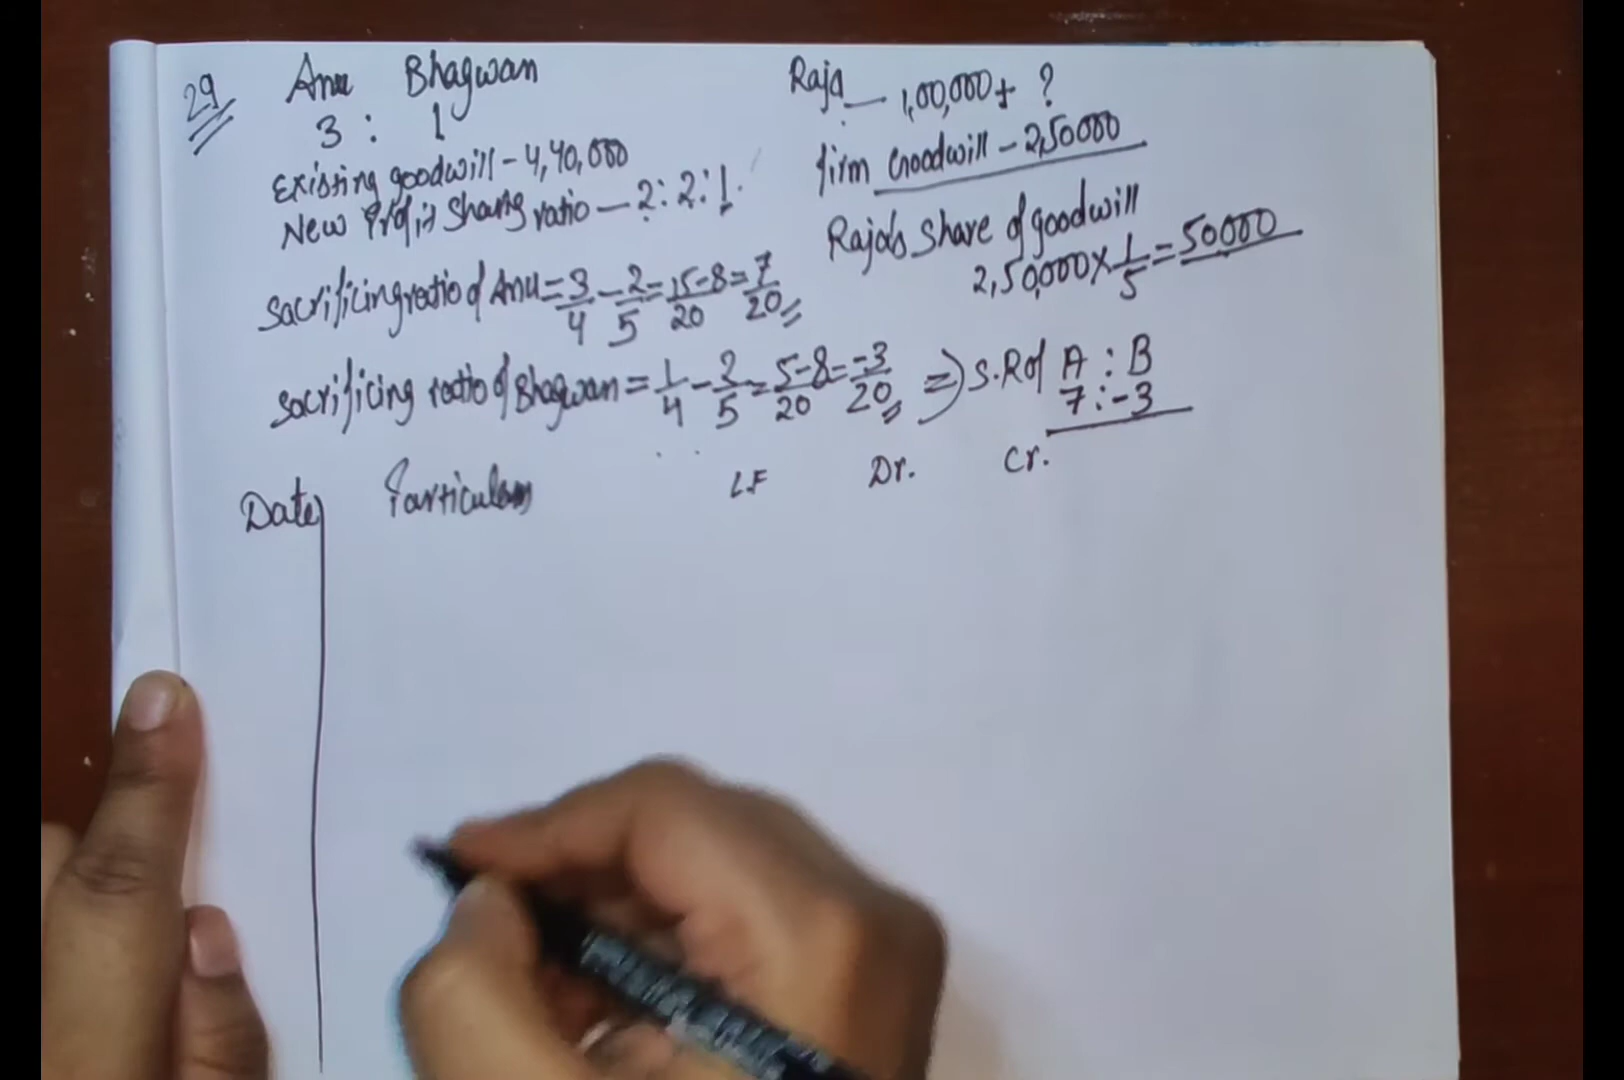 29
Anu Bhagwan
3 : 1
Existing goodwill - 4,40,000
New Profit Sharing ratio - 2:2:1.
Sacrificing ratio of Anu = 3/4 - 2/5 = 15-8/20 = 7/20
Sacrificing ratio of Bhagwan = 1/4 - 2/5 = 5-8/20 = -3/20 => S.R of A : B
7 : -3
Raja - 1,00,000 + ?
firm Goodwill - 2,50000
Raja's Share of goodwill
2,50,000 × 1/5 = 50,000
Date Particulars LF Dr. Cr.